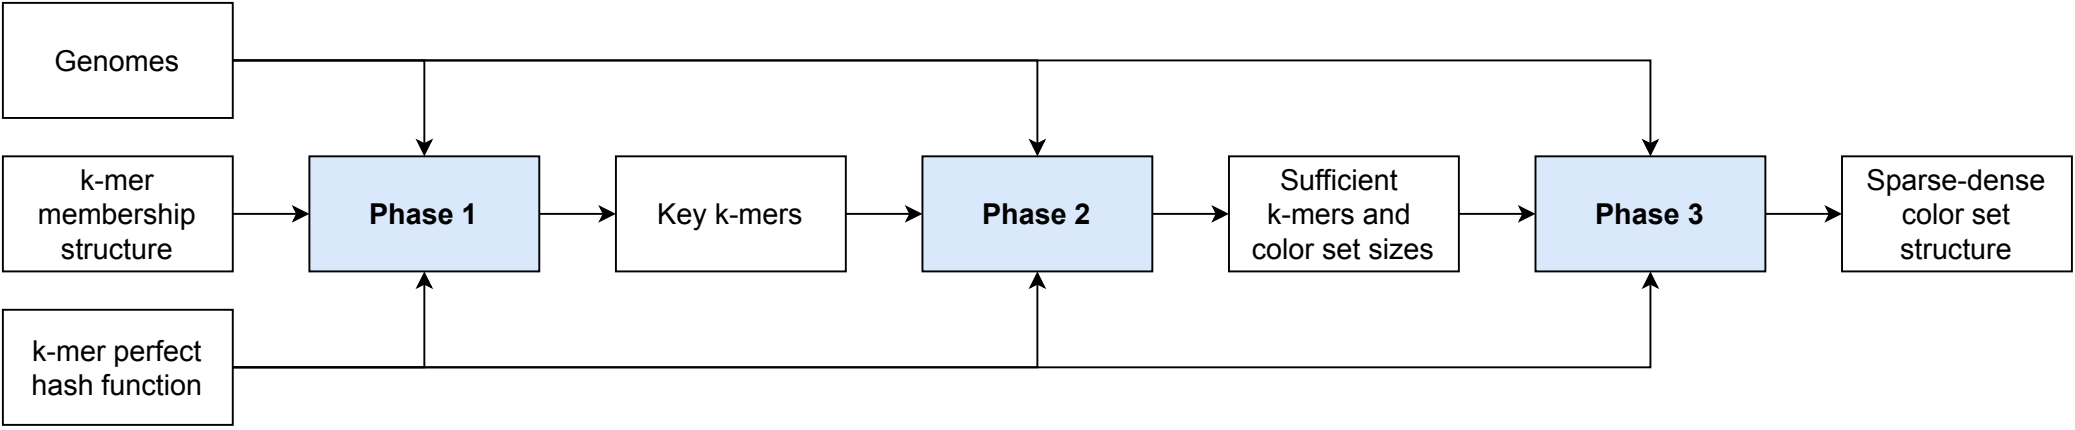 Genomes
k-mer
membership
structure
k-mer perfect
hash function
Phase 1
Key k-mers
Phase 2
Sufficient
k-mers and
color set sizes
Phase 3
Sparse-dense
color set
structure